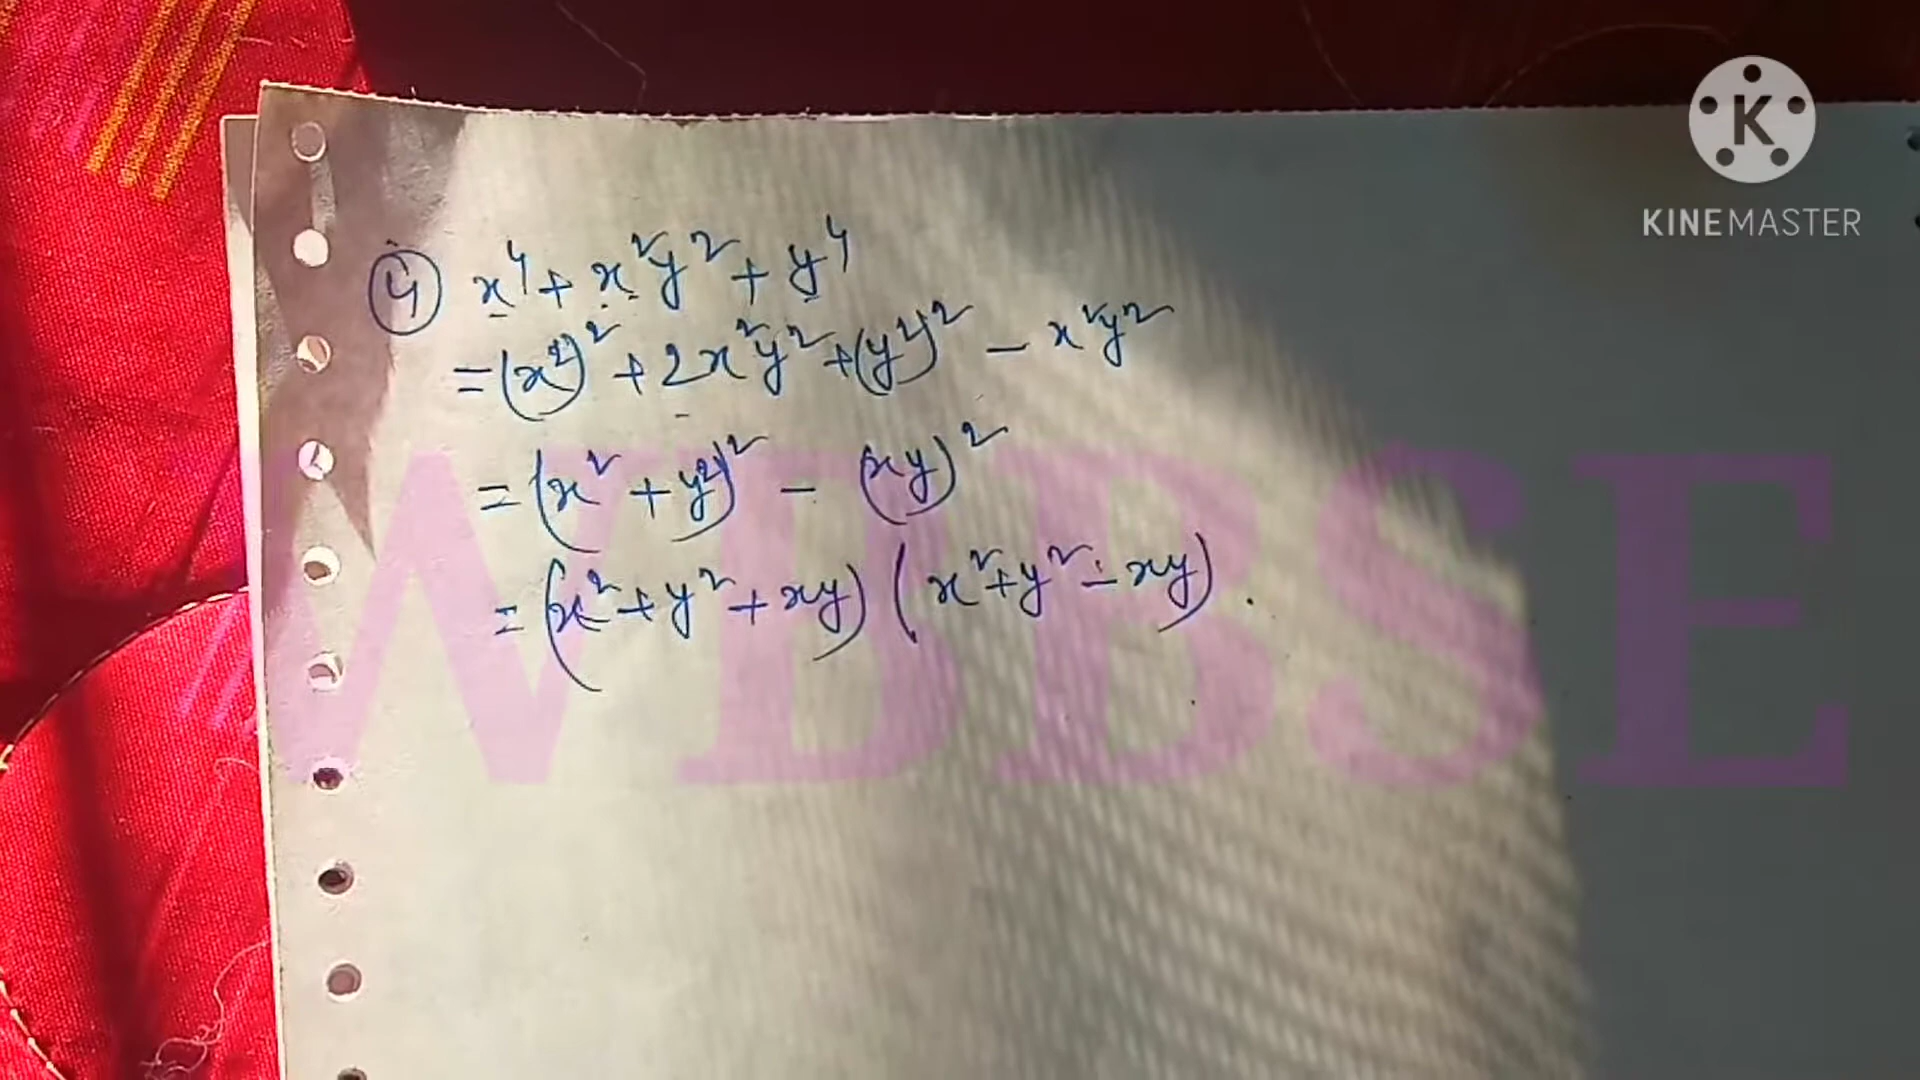 K
KINEMASTER
④ x⁴ + x²y² + y⁴
= (x²)² + 2x²y² + (y²)² - x²y²
= (x² + y²)² - (xy)²
= (x² + y² + xy) (x² + y² - xy).
WBBSE